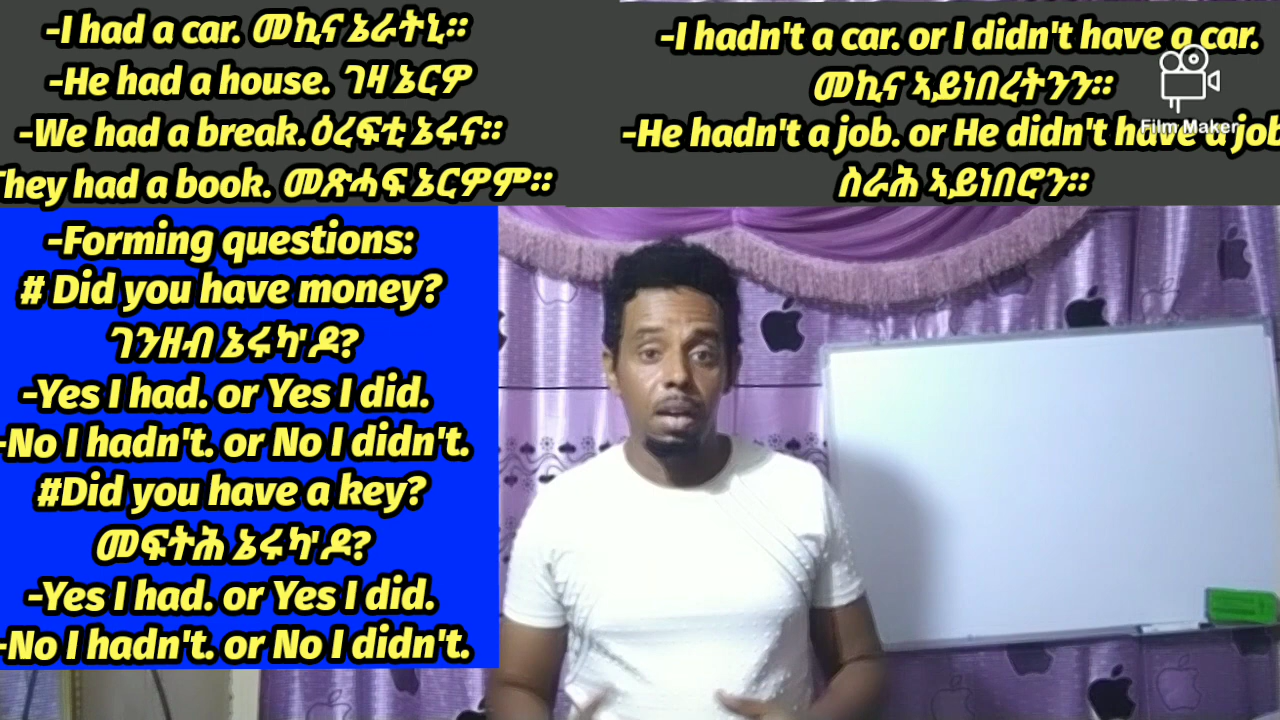 -I had a car. መኪና ኔራትኒ።
-He had a house. ገዛ ኔርዎ
-We had a break. ዕረፍቲ ኔሩና።
They had a book. መጽሓፍ ኔርዎም።
-I hadn't a car. or I didn't have a car.
መኪና ኣይነበረትንን።
-He hadn't a job. or He didn't have a job
ስራሕ ኣይነበሮን።
Film Maker
-Forming questions:
# Did you have money?
ገንዘብ ኔሩካ'ዶ?
-Yes I had. or Yes I did.
-No I hadn't. or No I didn't.
#Did you have a key?
መፍትሕ ኔሩካ'ዶ?
-Yes I had. or Yes I did.
-No I hadn't. or No I didn't.